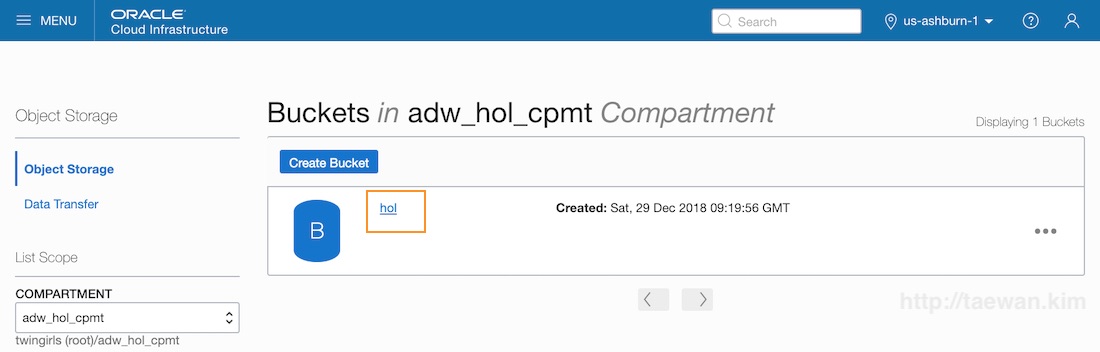 MENU
ORACLE
Cloud Infrastructure
Search
us-ashburn-1
Object Storage
Object Storage
Data Transfer
List Scope
COMPARTMENT
adw_hol_cpmt
twingirls (root)/adw_hol_cpmt
Buckets in adw_hol_cpmt Compartment
Displaying 1 Buckets
Create Bucket
B
hol
Created: Sat, 29 Dec 2018 09:19:56 GMT
http://taewan.kim